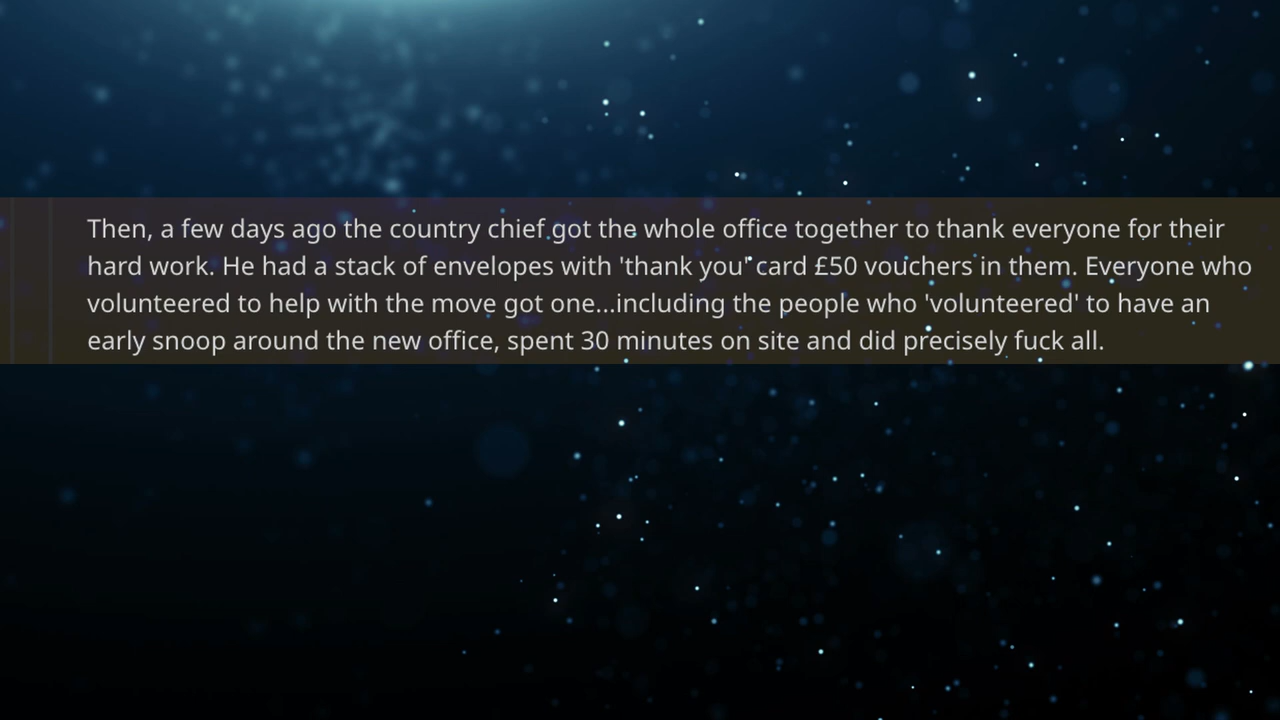 Then, a few days ago the country chief got the whole office together to thank everyone for their
hard work. He had a stack of envelopes with 'thank you' card £50 vouchers in them. Everyone who
volunteered to help with the move got one...including the people who 'volunteered' to have an
early snoop around the new office, spent 30 minutes on site and did precisely fuck all.